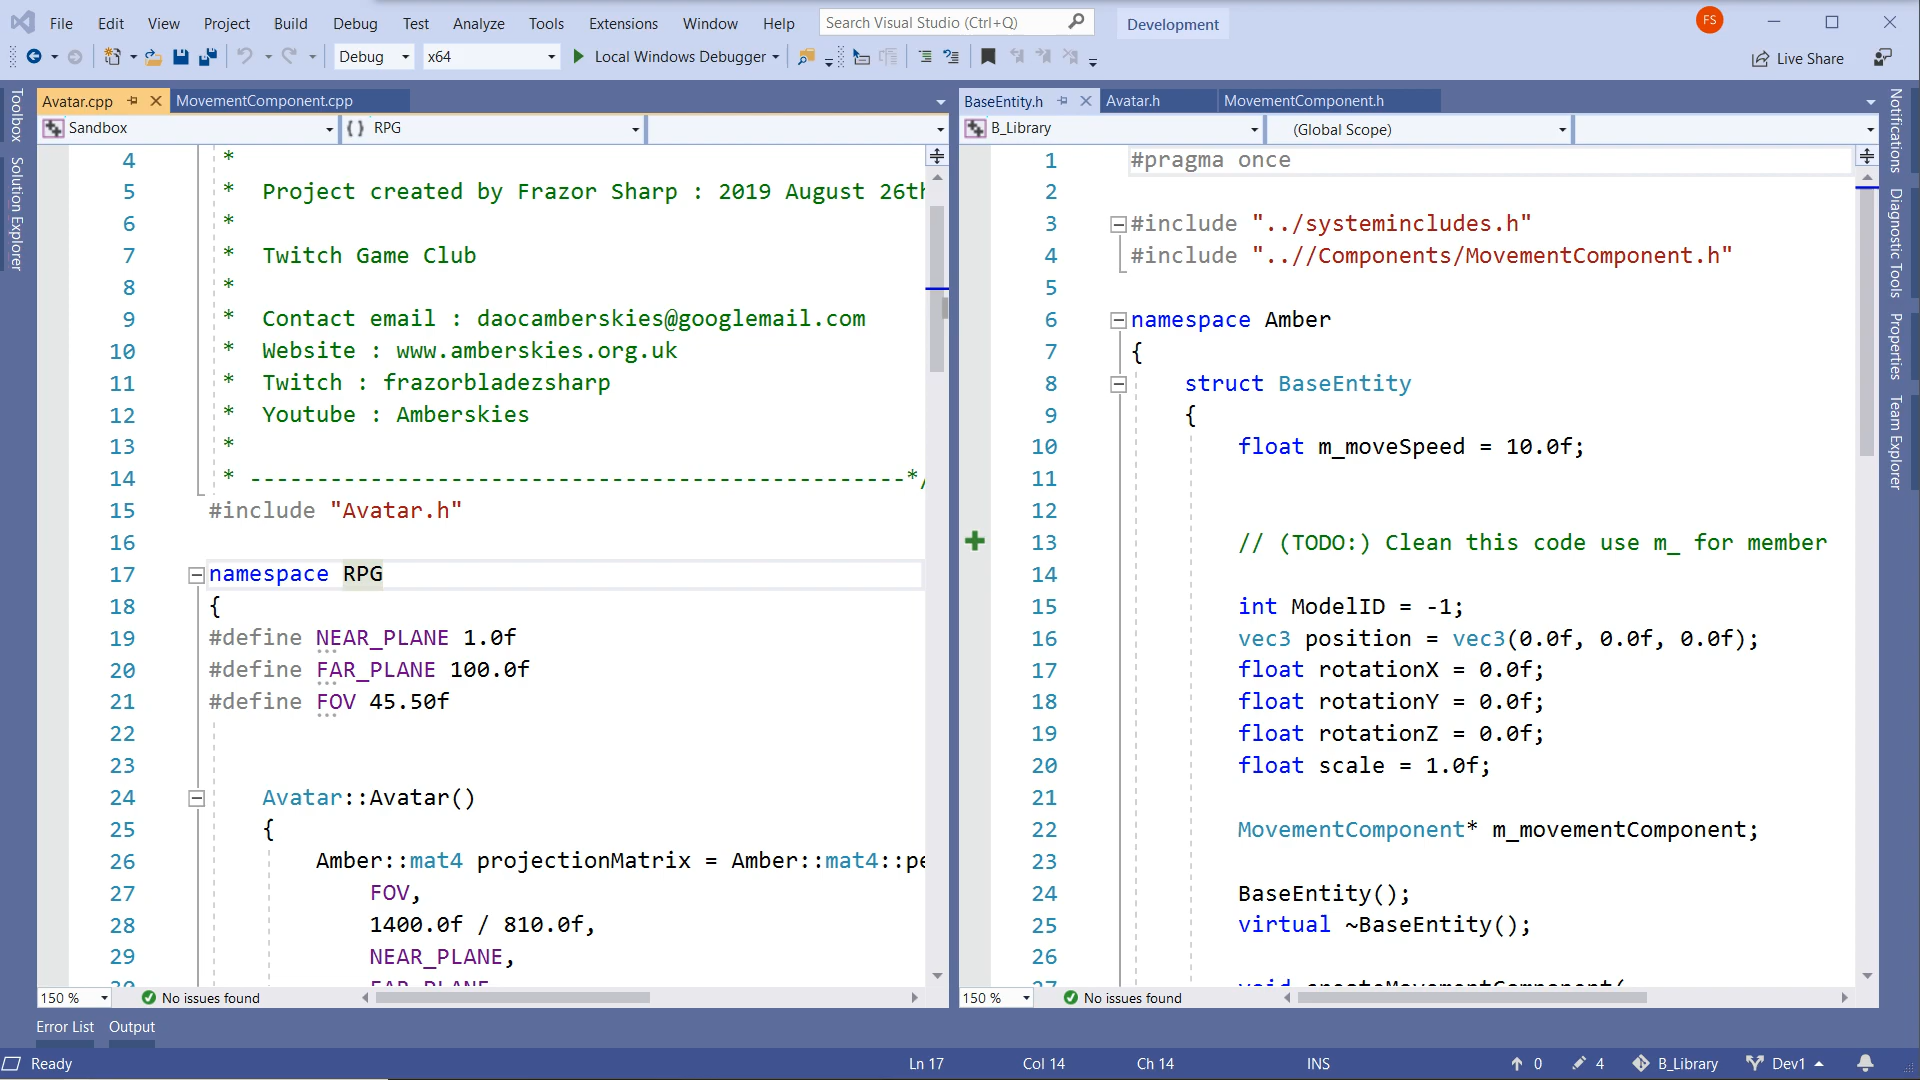 File Edit View Project Build Debug Test Analyze Tools Extensions Window Help Search Visual Studio (Ctrl+Q) Development FS
Debug x64 Local Windows Debugger Live Share
Toolbox
Solution Explorer
Avatar.cpp MovementComponent.cpp
Sandbox {} RPG
4 *
5 * Project created by Frazor Sharp : 2019 August 26th
6 *
7 * Twitch Game Club
8 *
9 * Contact email : daocamberskies@googlemail.com
10 * Website : www.amberskies.org.uk
11 * Twitch : frazorbladezsharp
12 * Youtube : Amberskies
13 *
14 * -------------------------------------------------*/
15 #include "Avatar.h"
16
17 namespace RPG
18 {
19 #define NEAR_PLANE 1.0f
20 #define FAR_PLANE 100.0f
21 #define FOV 45.50f
22
23
24 Avatar::Avatar()
25 {
26 Amber::mat4 projectionMatrix = Amber::mat4::pe
27 FOV,
28 1400.0f / 810.0f,
29 NEAR_PLANE,
30 FAR_PLANE
150 % No issues found
BaseEntity.h Avatar.h MovementComponent.h
B_Library (Global Scope)
1 #pragma once
2
3 #include "../systemincludes.h"
4 #include "..//Components/MovementComponent.h"
5
6 namespace Amber
7 {
8 struct BaseEntity
9 {
10 float m_moveSpeed = 10.0f;
11
12
13 // (TODO:) Clean this code use m_ for member
14
15 int ModelID = -1;
16 vec3 position = vec3(0.0f, 0.0f, 0.0f);
17 float rotationX = 0.0f;
18 float rotationY = 0.0f;
19 float rotationZ = 0.0f;
20 float scale = 1.0f;
21
22 MovementComponent* m_movementComponent;
23
24 BaseEntity();
25 virtual ~BaseEntity();
26
27 void createMovementComponent(
150 % No issues found
Notifications
Diagnostic Tools
Properties
Team Explorer
Error List Output
Ready Ln 17 Col 14 Ch 14 INS 0 4 B_Library Dev1